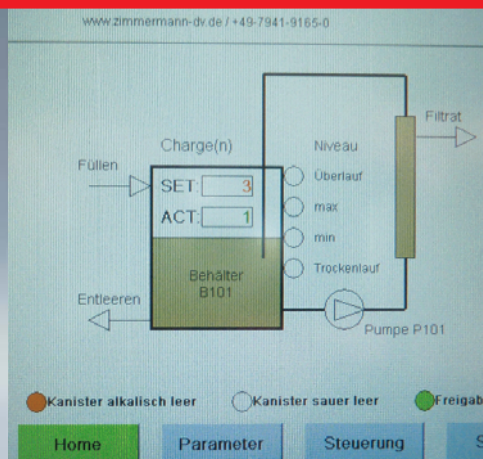 www.zimmermann-dv.de / +49-7941-9165-0
Filtrat
Charge(n)
Niveau
Füllen
SET: 3
Überlauf
ACT: 1
max
min
Behälter
B101
Trockenlauf
Entleeren
Pumpe P101
Kanister alkalisch leer
Kanister sauer leer
Freigab
Home
Parameter
Steuerung
S